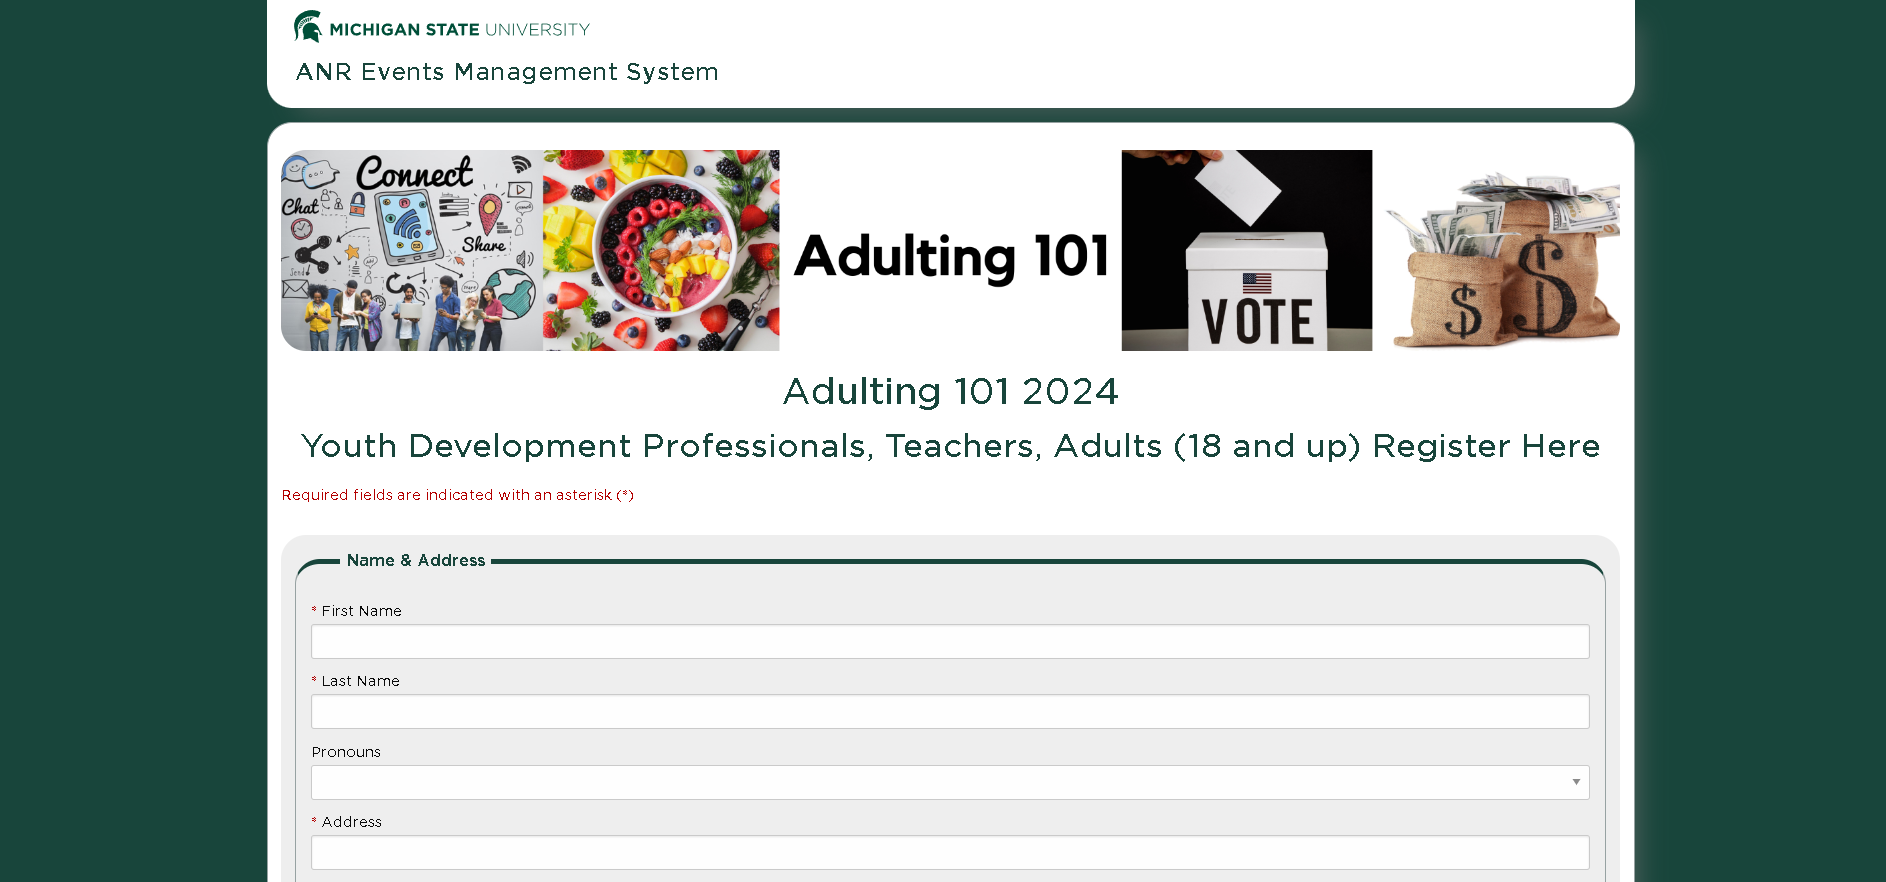 MICHIGAN STATE UNIVERSITY
ANR Events Management System
Connect
Chat
Share
Send
Adulting 101
VOTE
$ $
Adulting 101 2024
Youth Development Professionals, Teachers, Adults (18 and up) Register Here
Required fields are indicated with an asterisk (*)
Name & Address
* First Name
* Last Name
Pronouns
* Address